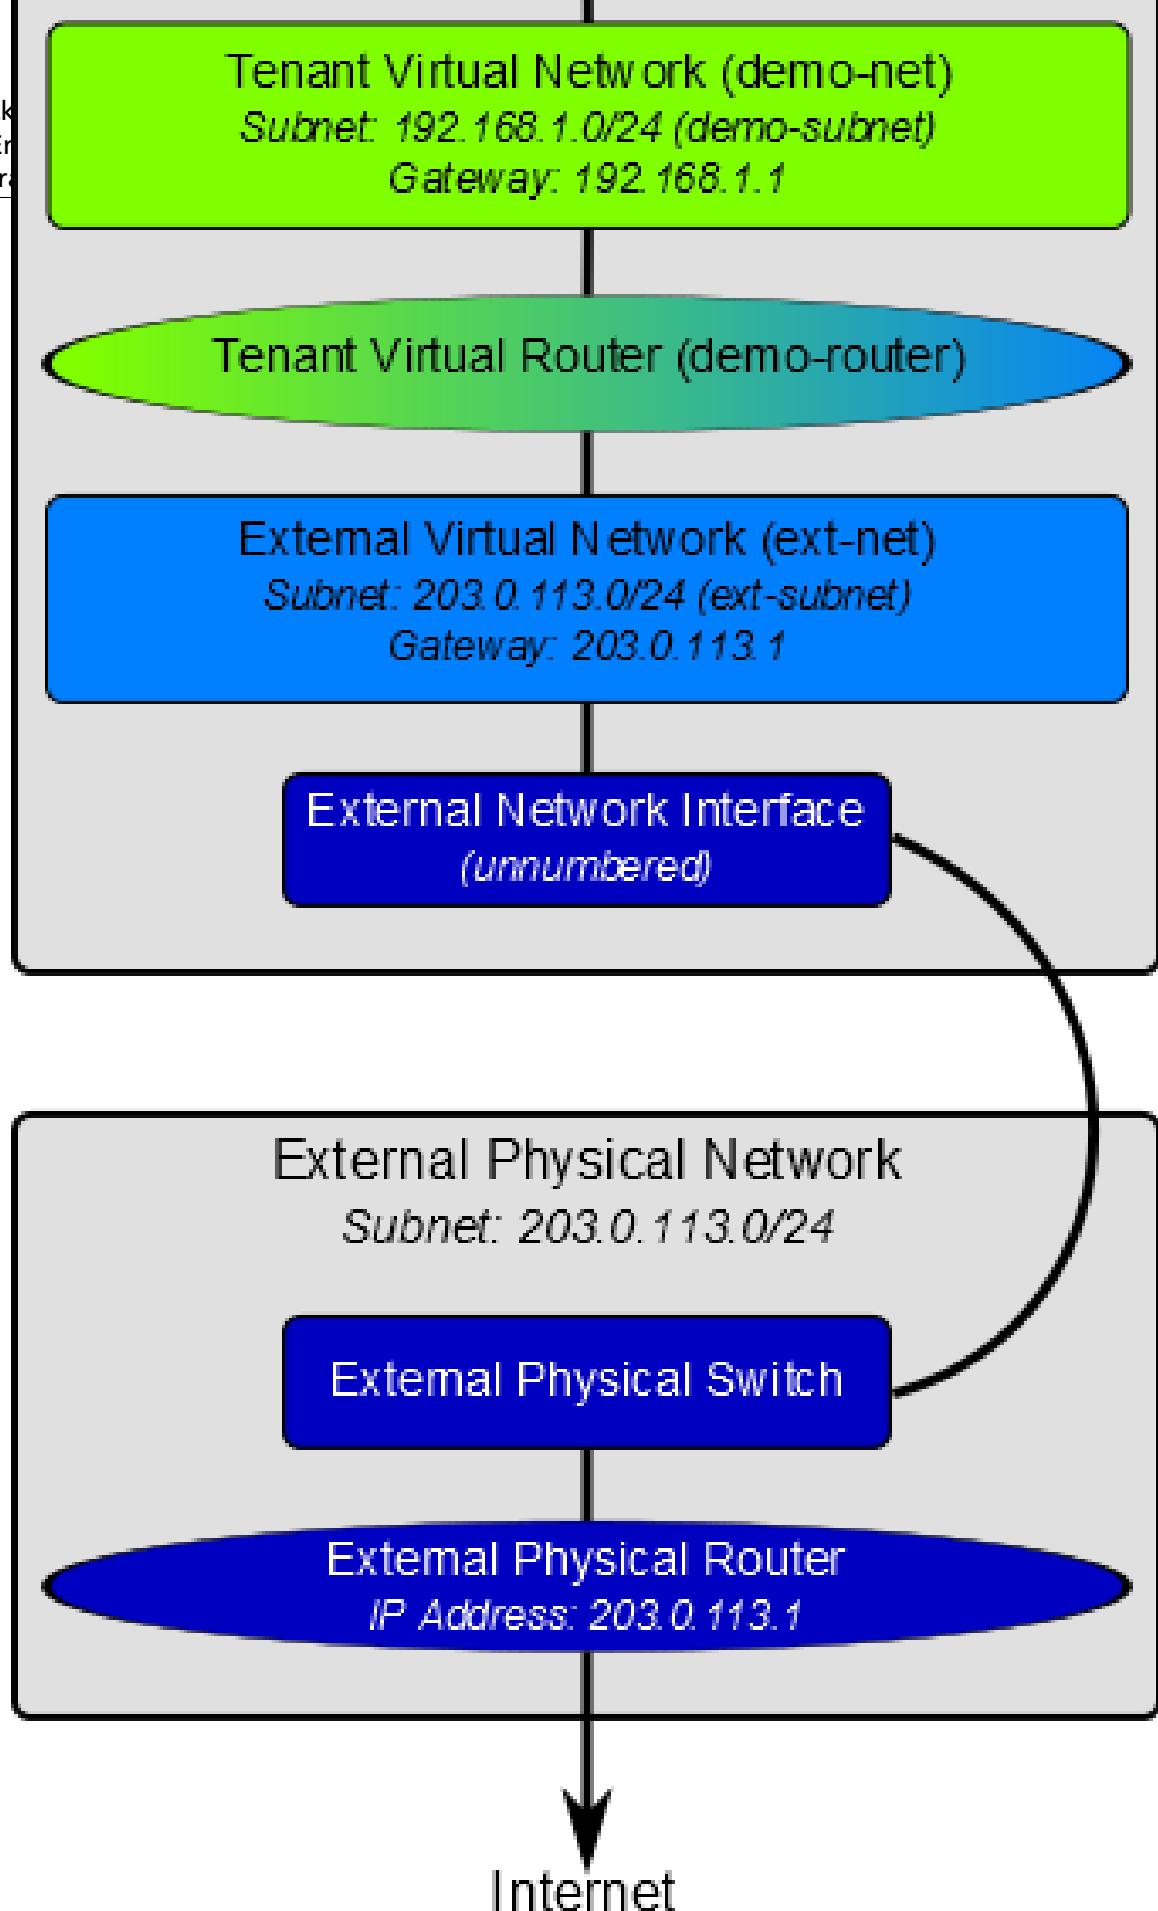 Tenant Virtual Network (demo-net)
Subnet: 192.168.1.0/24 (demo-subnet)
Gateway: 192.168.1.1
Tenant Virtual Router (demo-router)
External Virtual Network (ext-net)
Subnet: 203.0.113.0/24 (ext-subnet)
Gateway: 203.0.113.1
External Network Interface
(unnumbered)
External Physical Network
Subnet: 203.0.113.0/24
External Physical Switch
External Physical Router
IP Address: 203.0.113.1
Internet